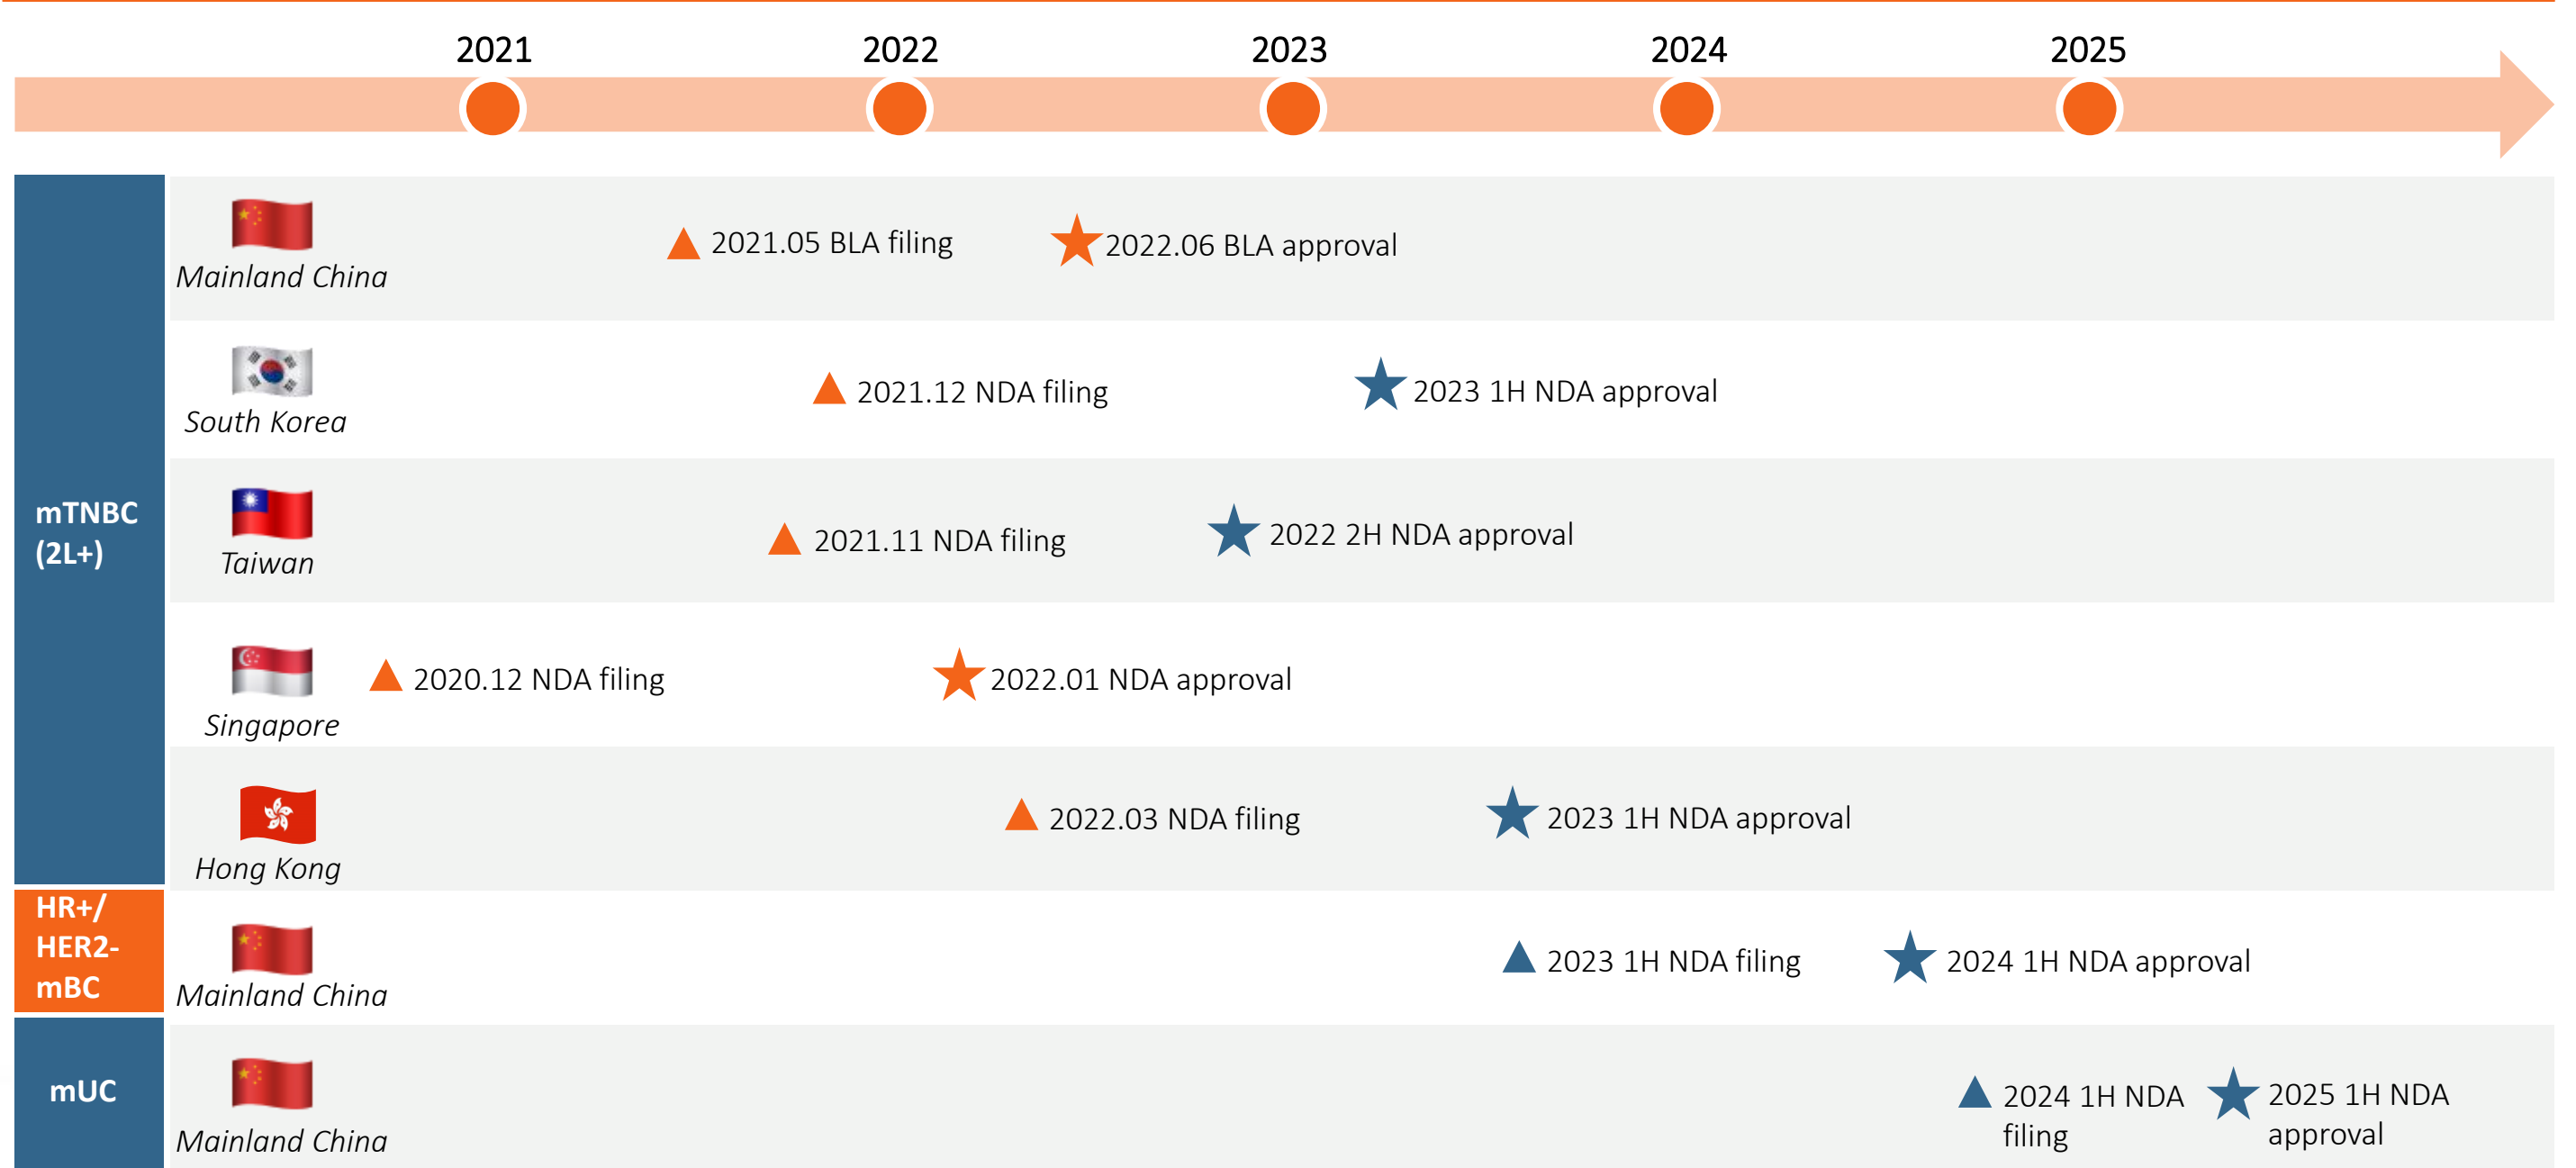 2021 2022 2023 2024 2025
mTNBC
(2L+)
Mainland China
2021.05 BLA filing
2022.06 BLA approval
South Korea
2021.12 NDA filing
2023 1H NDA approval
Taiwan
2021.11 NDA filing
2022 2H NDA approval
Singapore
2020.12 NDA filing
2022.01 NDA approval
Hong Kong
2022.03 NDA filing
2023 1H NDA approval
HR+/
HER2-
mBC
Mainland China
2023 1H NDA filing
2024 1H NDA approval
mUC
Mainland China
2024 1H NDA
filing
2025 1H NDA
approval